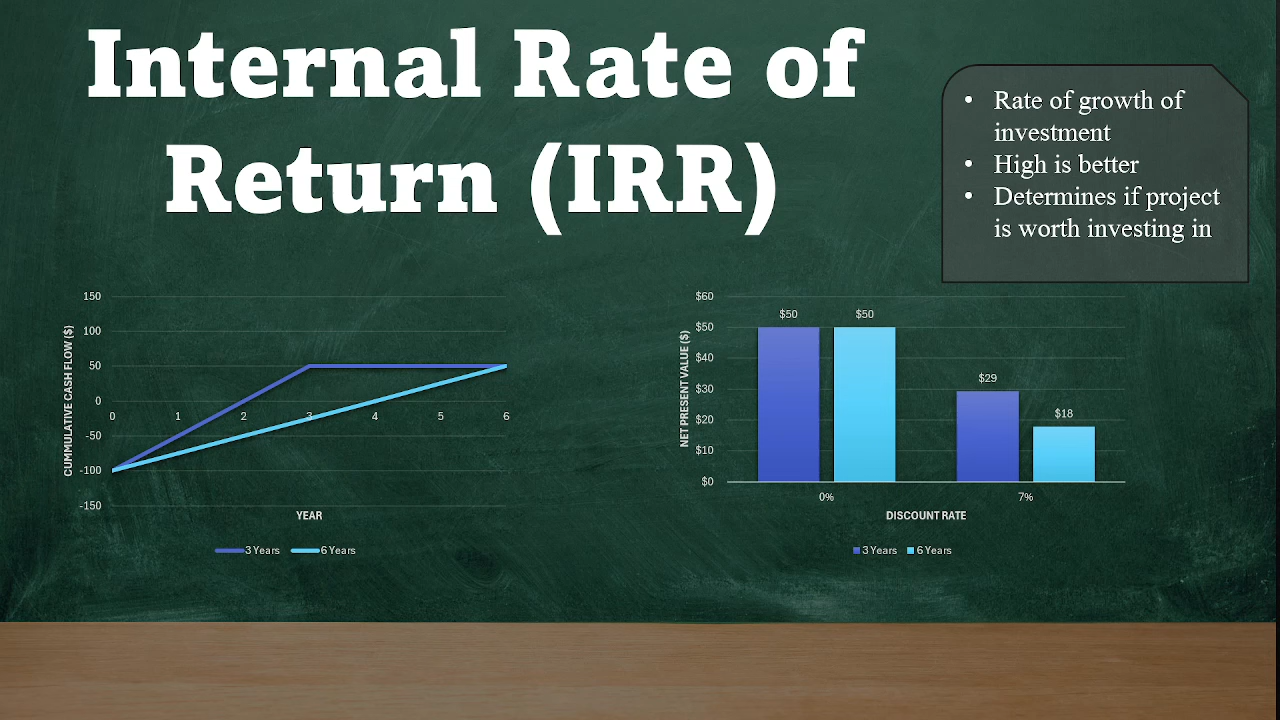 Internal Rate of
Return (IRR)
• Rate of growth of
investment
• High is better
• Determines if project
is worth investing in
CUMMULATIVE CASH FLOW ($)
150
100
50
0
-50
-100
-150
0 1 2 3 4 5 6
YEAR
3 Years 6 Years
NET PRESENT VALUE ($)
$60
$50
$40
$30
$20
$10
$0
$50 $50
$29
$18
0% 7%
DISCOUNT RATE
3 Years 6 Years